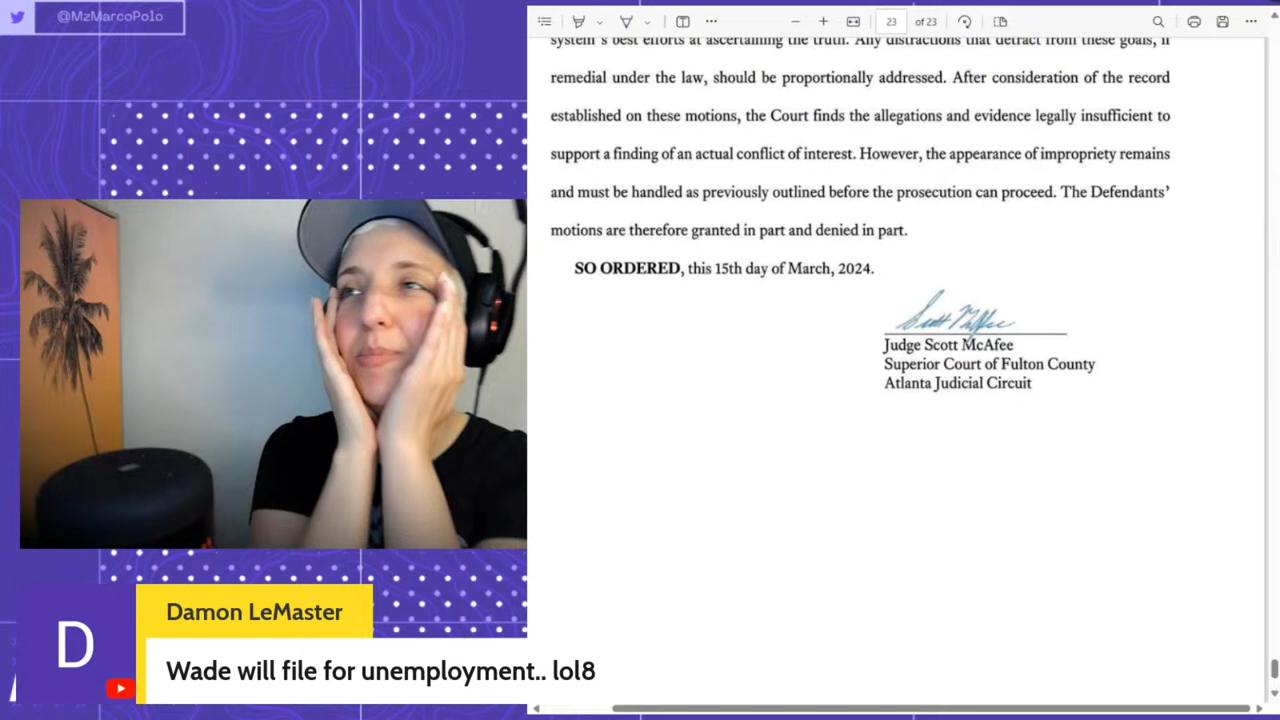 @MzMarcoPolo
23 of 23
system's best efforts at ascertaining the truth. Any distractions that detract from these goals, if
remedial under the law, should be proportionally addressed. After consideration of the record
established on these motions, the Court finds the allegations and evidence legally insufficient to
support a finding of an actual conflict of interest. However, the appearance of impropriety remains
and must be handled as previously outlined before the prosecution can proceed. The Defendants'
motions are therefore granted in part and denied in part.
SO ORDERED, this 15th day of March, 2024.
Scott McAfee
Judge Scott McAfee
Superior Court of Fulton County
Atlanta Judicial Circuit
D
Damon LeMaster
Wade will file for unemployment.. lol8